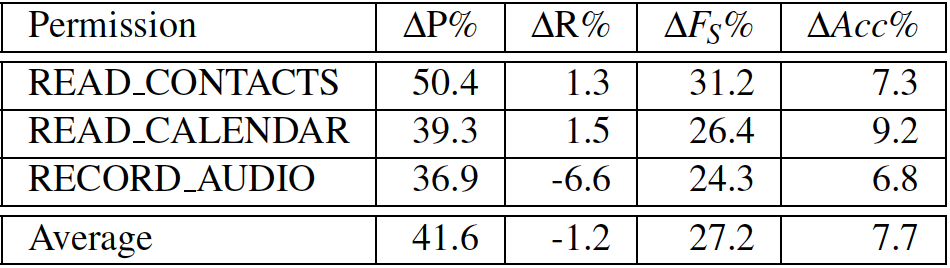 Permission ΔP% ΔR% ΔF_S% ΔAcc%
READ_CONTACTS 50.4 1.3 31.2 7.3
READ_CALENDAR 39.3 1.5 26.4 9.2
RECORD_AUDIO 36.9 -6.6 24.3 6.8
Average 41.6 -1.2 27.2 7.7